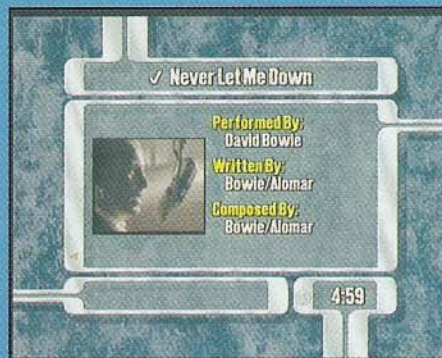 ✓ Never Let Me Down
Performed By:
David Bowie
Written By:
Bowie/Alomar
Composed By:
Bowie/Alomar
4:59